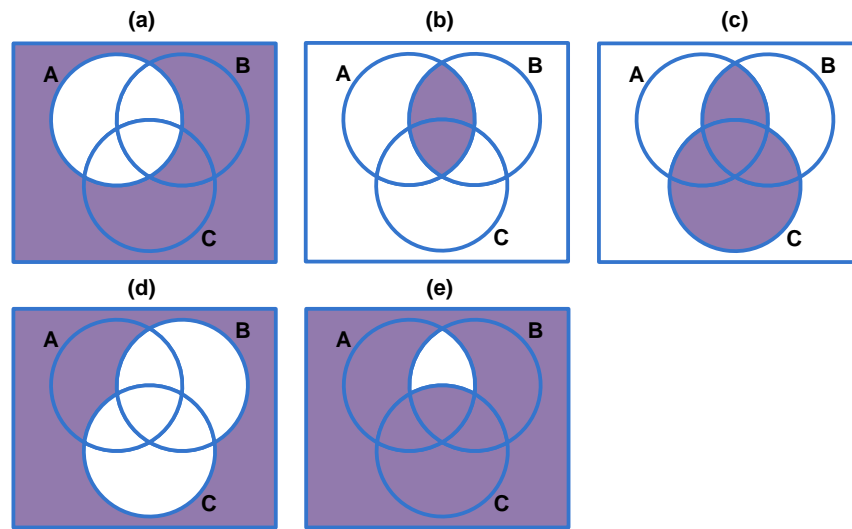 (a) (b) (c)
A B A B A B
C C C
(d) (e)
A B A B
C C